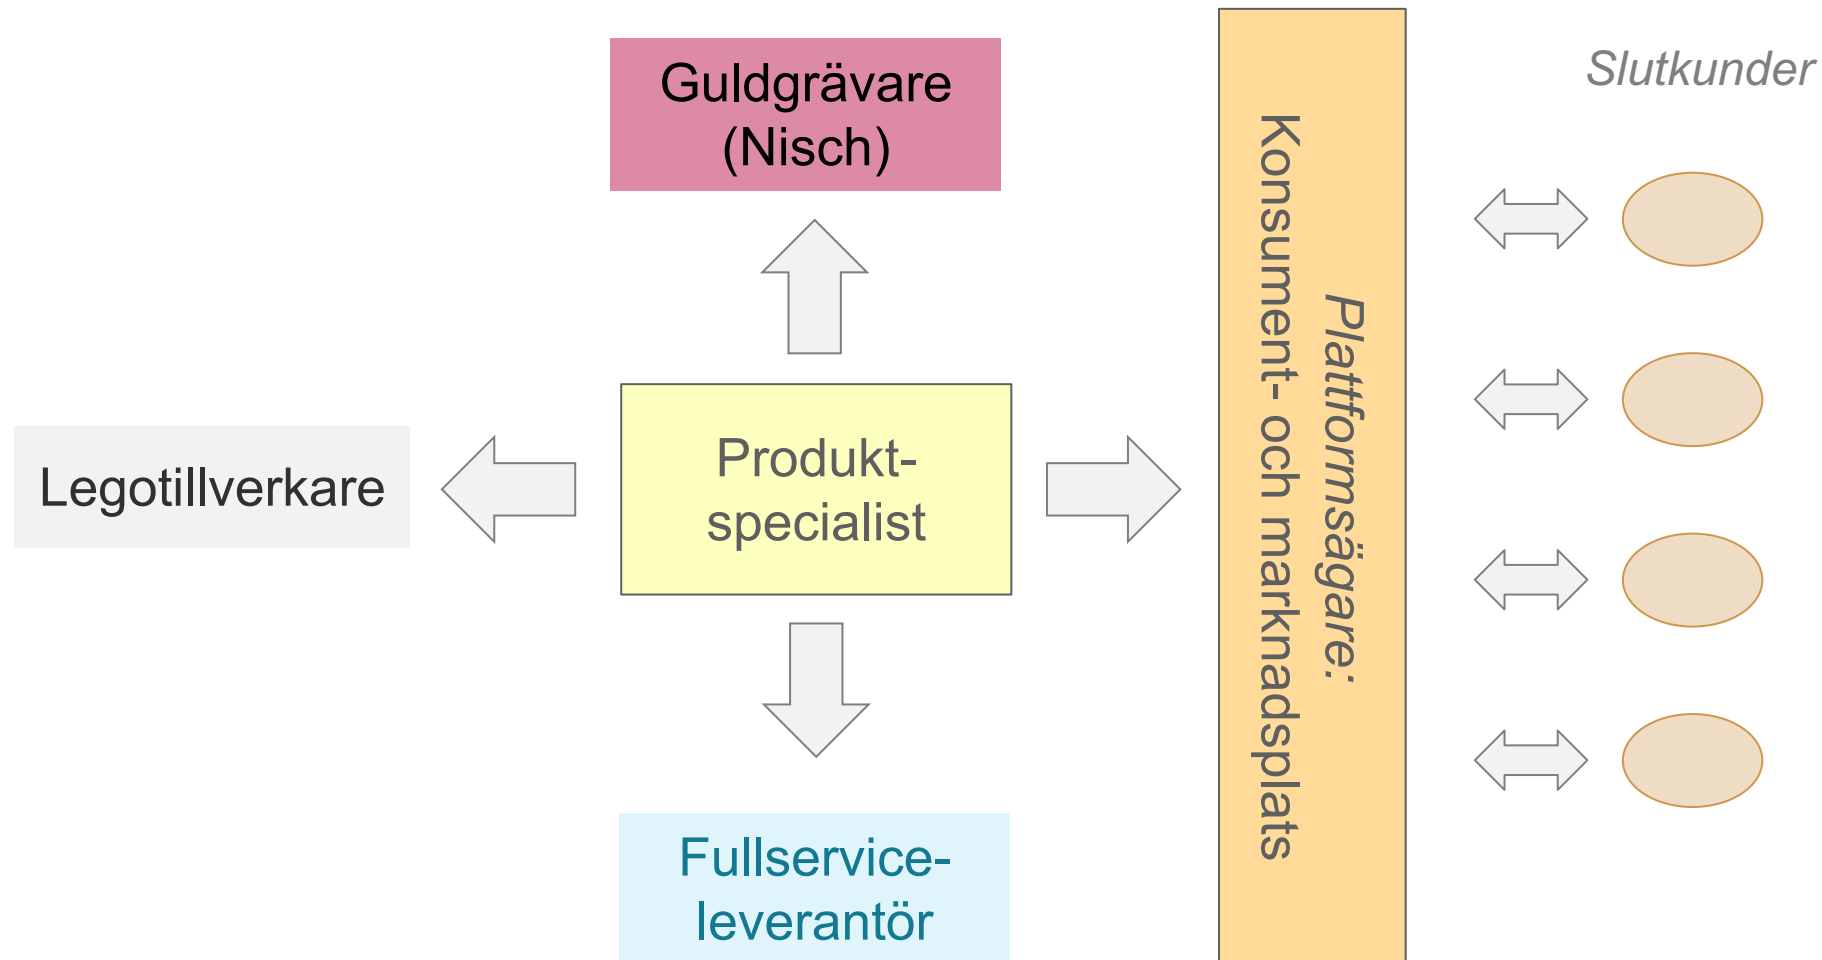 Guldgrävare
(Nisch)
Slutkunder
Legotillverkare
Produkt-
specialist
Plattformsägare:
Konsument- och marknadsplats
Fullservice-
leverantör